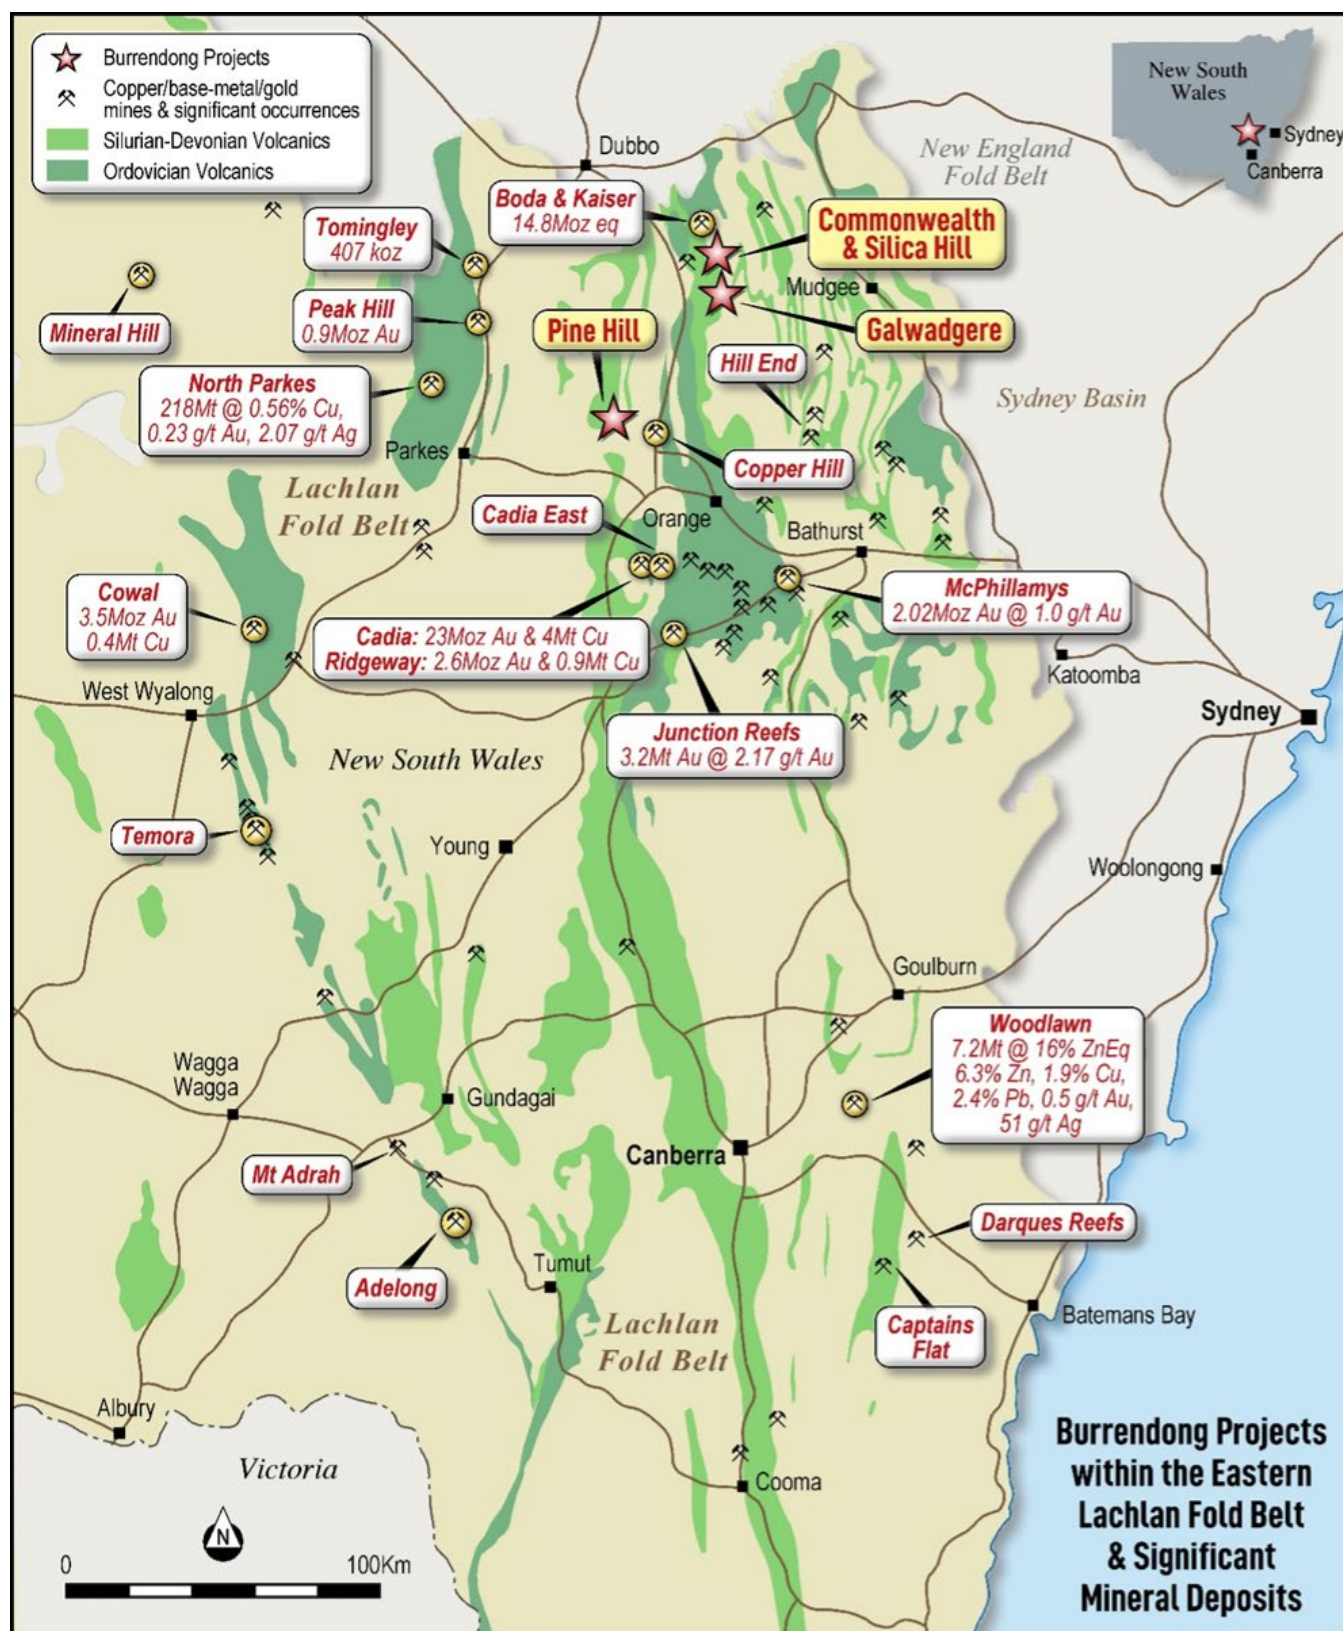 Burrendong Projects
Copper/base-metal/gold
mines & significant occurrences
Silurian-Devonian Volcanics
Ordovician Volcanics
New South
Wales
Sydney
Canberra
Dubbo
New England
Fold Belt
Boda & Kaiser
14.8Moz eq
Commonwealth
& Silica Hill
Tomingley
407 koz
Mudgee
Mineral Hill
Peak Hill
0.9Moz Au
Pine Hill
Galwadgere
Hill End
North Parkes
218Mt @ 0.56% Cu,
0.23 g/t Au, 2.07 g/t Ag
Sydney Basin
Parkes
Copper Hill
Lachlan
Fold Belt
Cadia East
Orange
Bathurst
Cowal
3.5Moz Au
0.4Mt Cu
McPhillamys
2.02Moz Au @ 1.0 g/t Au
Cadia: 23Moz Au & 4Mt Cu
Ridgeway: 2.6Moz Au & 0.9Mt Cu
Katoomba
West Wyalong
Sydney
Junction Reefs
3.2Mt Au @ 2.17 g/t Au
New South Wales
Temora
Young
Woolongong
Goulburn
Woodlawn
7.2Mt @ 16% ZnEq
6.3% Zn, 1.9% Cu,
2.4% Pb, 0.5 g/t Au,
51 g/t Ag
Wagga
Wagga
Gundagai
Canberra
Mt Adrah
Darques Reefs
Adelong
Tumut
Batemans Bay
Lachlan
Fold Belt
Captains
Flat
Albury
Victoria
Cooma
Burrendong Projects
within the Eastern
Lachlan Fold Belt
& Significant
Mineral Deposits
N
0 100Km